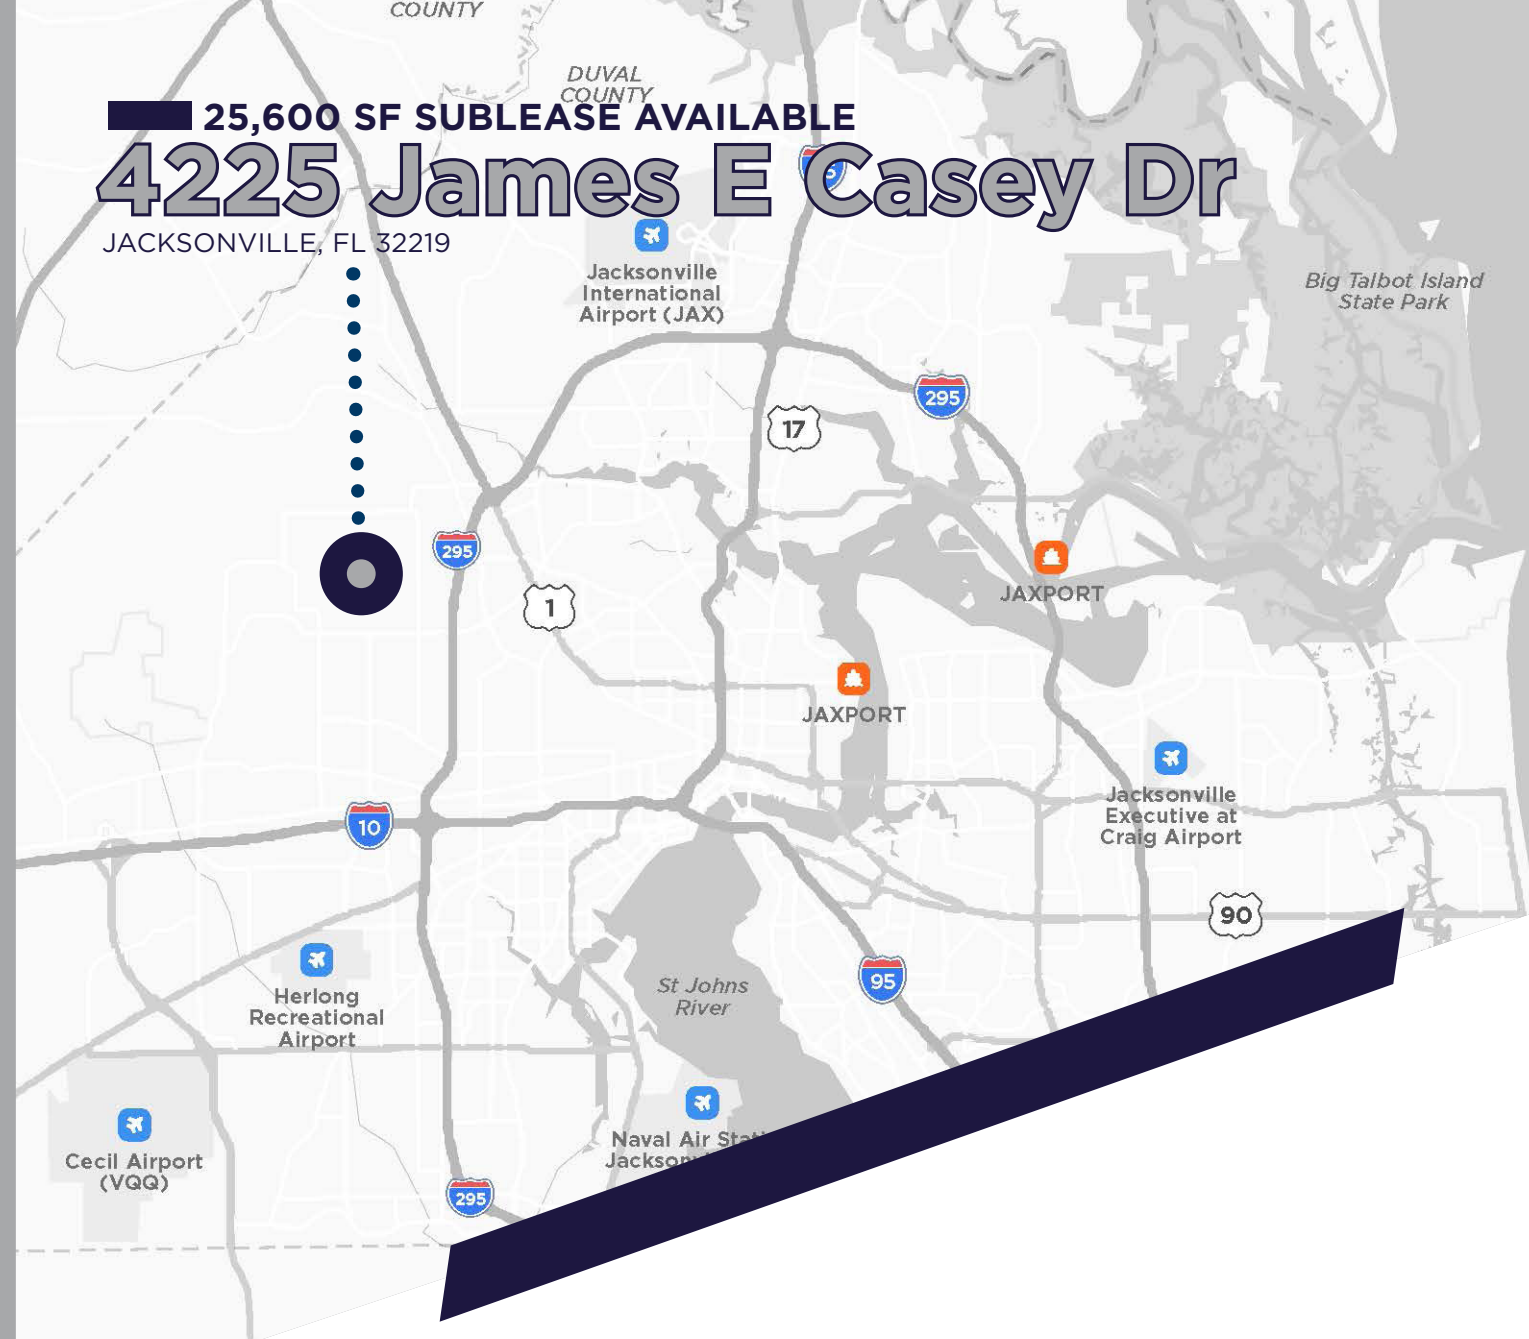 COUNTY
DUVAL
COUNTY
25,600 SF SUBLEASE AVAILABLE
4225 James E Casey Dr
JACKSONVILLE, FL 32219
Jacksonville
International
Airport (JAX)
Big Talbot Island
State Park
295
17
295
1
JAXPORT
JAXPORT
Jacksonville
Executive at
Craig Airport
10
90
95
St Johns
River
Herlong
Recreational
Airport
Naval Air
Cecil Airport
(VQQ)
295